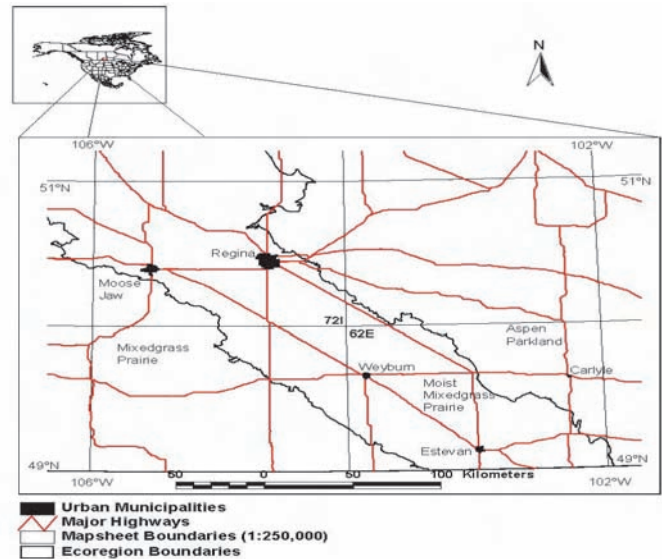 N
106°W
102°W
51°N
51°N
Regina
Moose
Jaw
72I
62E
Aspen
Parkland
Mixedgrass
Prairie
Weyburn
Carlyle
Moist
Mixedgrass
Prairie
Estevan
49°N
49°N
50 0 50 100 Kilometers
106°W
102°W
Urban Municipalities
Major Highways
Mapsheet Boundaries (1:250,000)
Ecoregion Boundaries